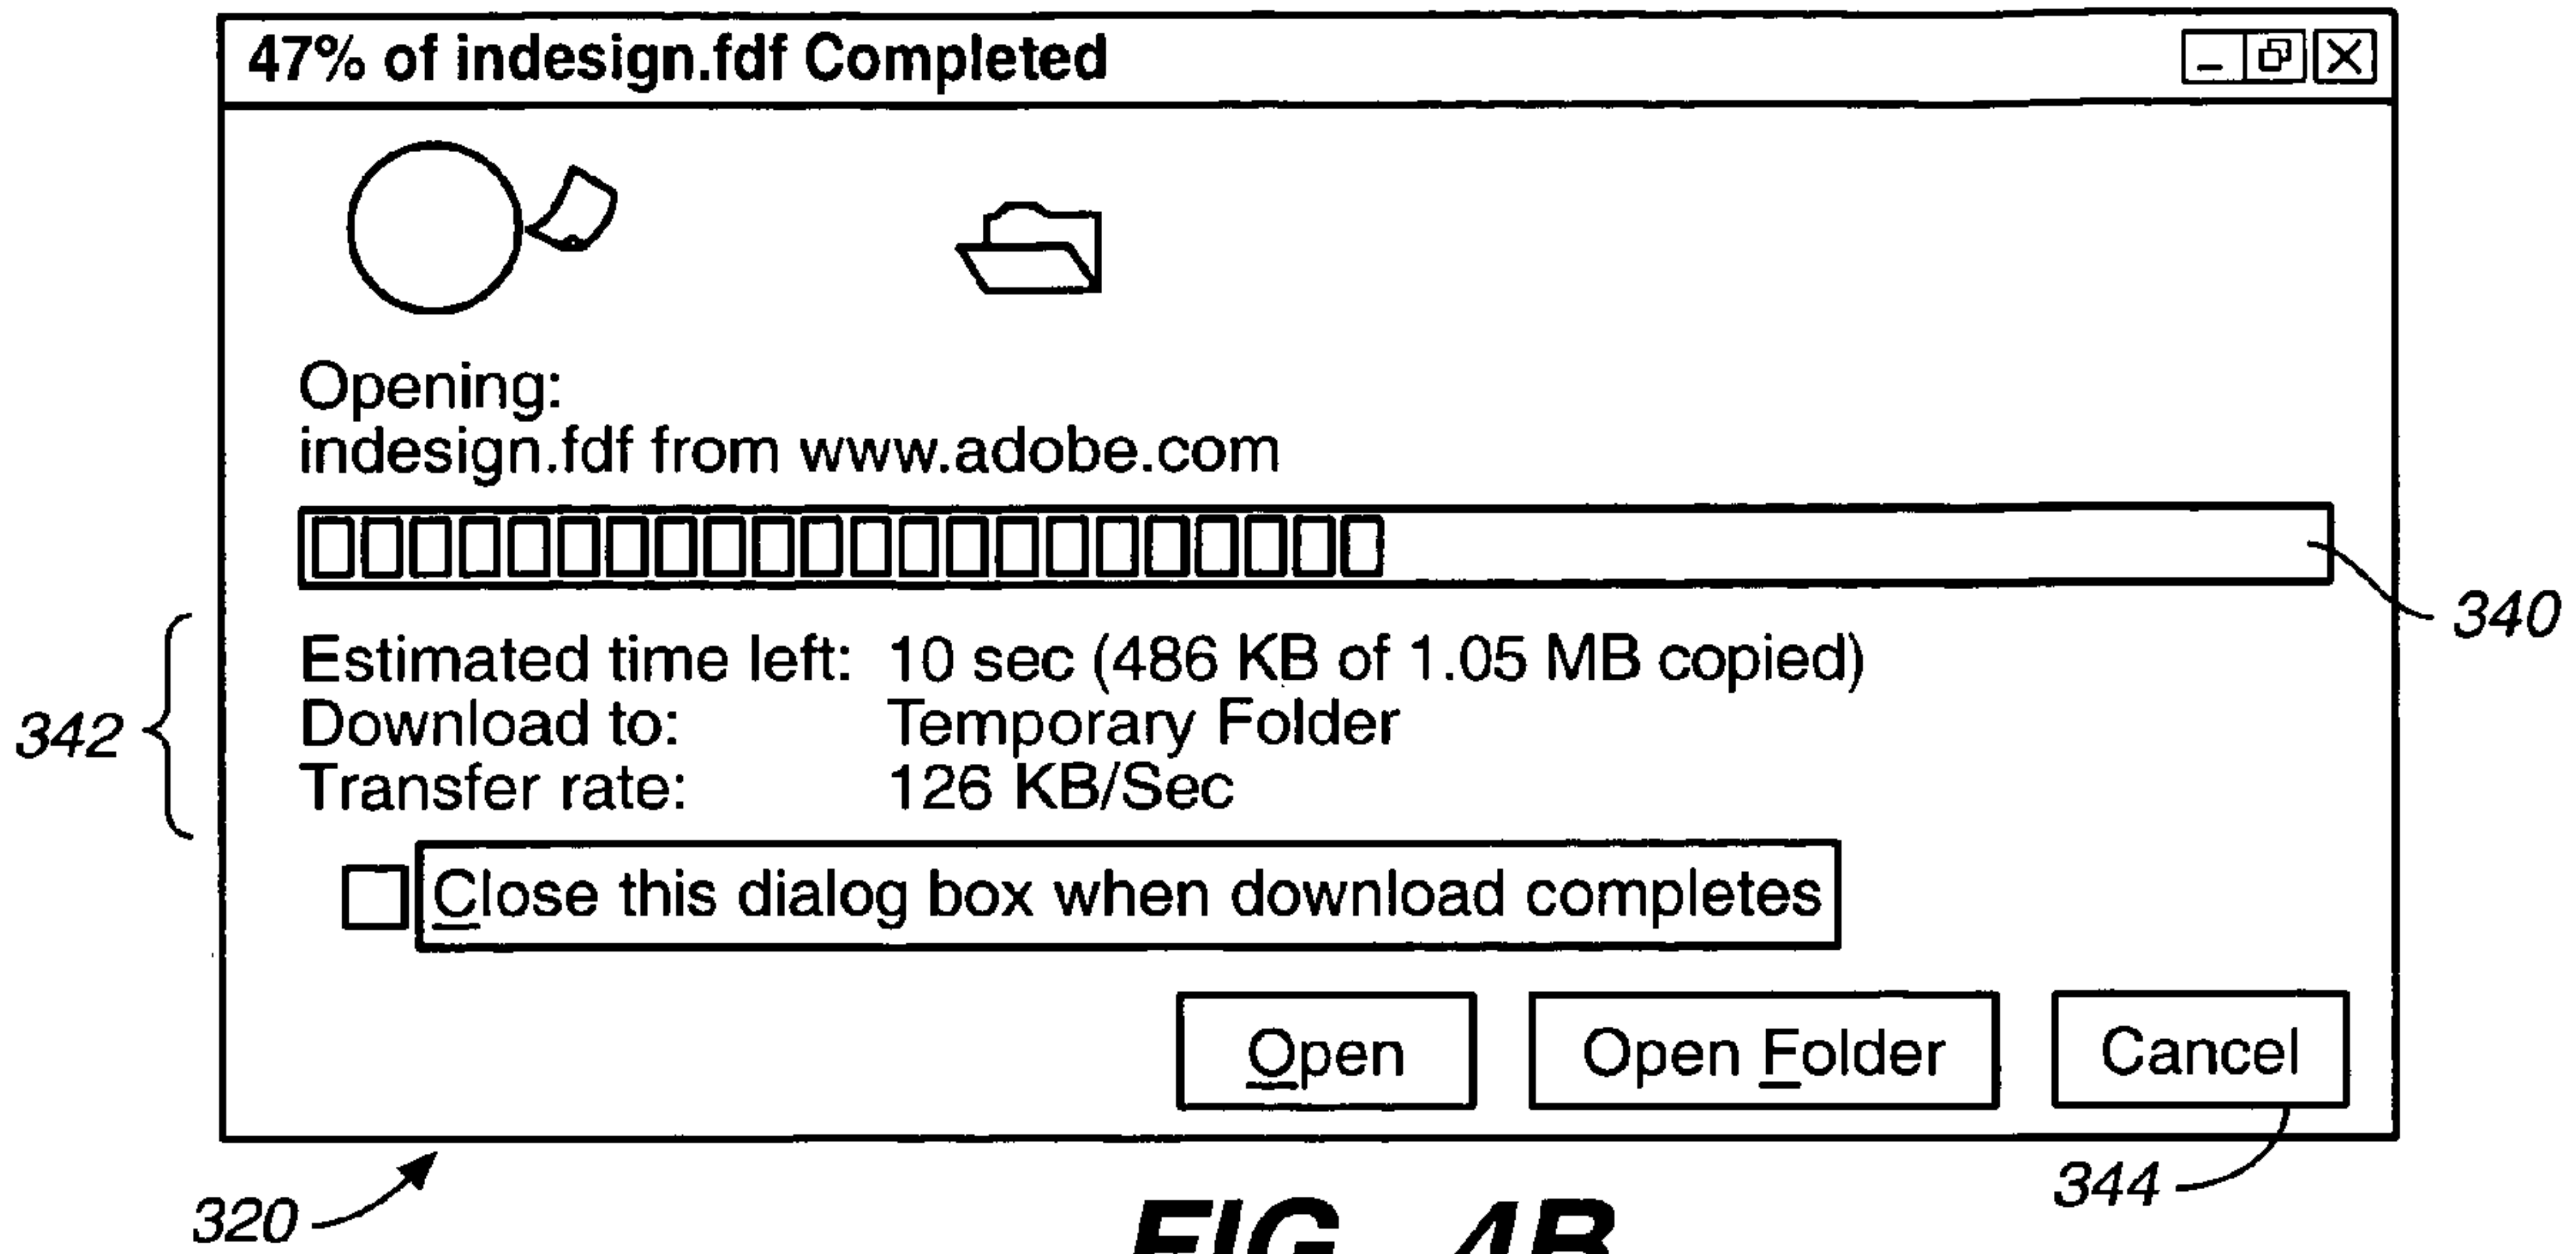 47% of indesign.fdf Completed
Opening:
indesign.fdf from www.adobe.com
340
342
Estimated time left: 10 sec (486 KB of 1.05 MB copied)
Download to: Temporary Folder
Transfer rate: 126 KB/Sec
Close this dialog box when download completes
Open Open Folder Cancel
344
320
FIG. 4B